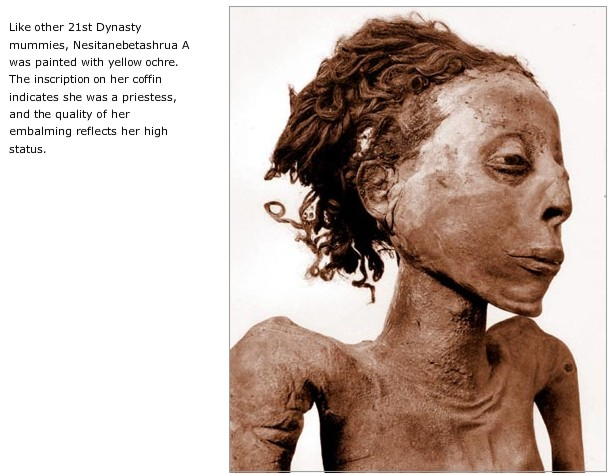 Like other 21st Dynasty
mummies, Nesitanebetashrua A
was painted with yellow ochre.
The inscription on her coffin
indicates she was a priestess,
and the quality of her
embalming reflects her high
status.